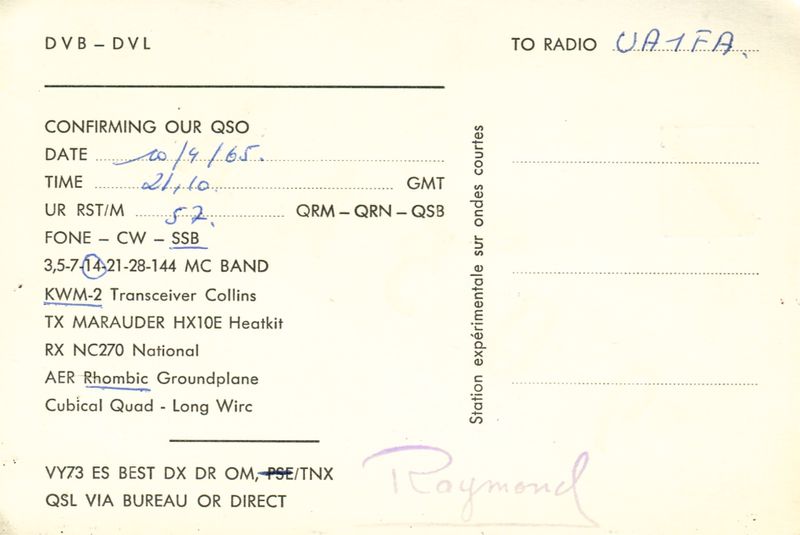 DVB – DVL
TO RADIO UA1FA.
CONFIRMING OUR QSO
DATE 10/4/65.
TIME 21,10. GMT
UR RST/M 57. QRM – QRN – QSB
FONE – CW – SSB
3,5-7-14-21-28-144 MC BAND
KWM-2 Transceiver Collins
TX MARAUDER HX10E Heatkit
RX NC270 National
AER Rhombic Groundplane
Cubical Quad - Long Wirc
VY73 ES BEST DX DR OM, PSE/TNX
QSL VIA BUREAU OR DIRECT
Station expérimentale sur ondes courtes
Raymond